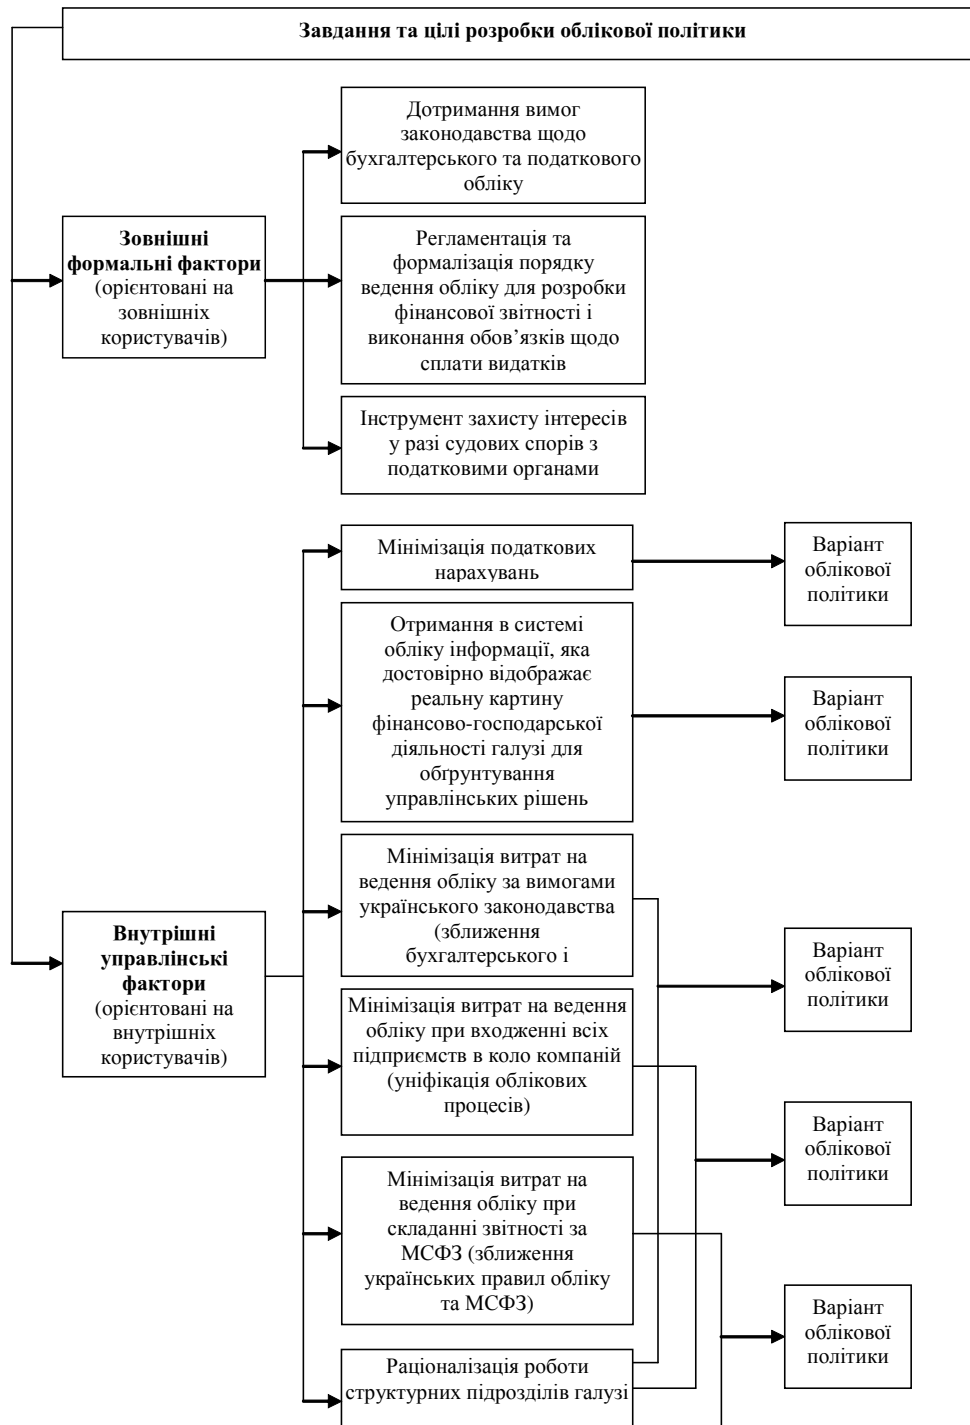 Завдання та цілі розробки облікової політики
Дотримання вимог
законодавства щодо
бухгалтерського та податкового
обліку
Зовнішні
формальні фактори
(орієнтовані на
зовнішніх
користувачів)
Регламентація та
формалізація порядку
ведення обліку для розробки
фінансової звітності і
виконання обов’язків щодо
сплати видатків
Інструмент захисту інтересів
у разі судових спорів з
податковими органами
Мінімізація податкових
нарахувань
Варіант
облікової
політики
Отримання в системі
обліку інформації, яка
достовірно відображає
реальну картину
фінансово-господарської
діяльності галузі для
обґрунтування
управлінських рішень
Варіант
облікової
політики
Мінімізація витрат на
ведення обліку за вимогами
українського законодавства
(зближення
бухгалтерського і
Внутрішні
управлінські
фактори
(орієнтовані на
внутрішніх
користувачів)
Варіант
облікової
політики
Мінімізація витрат на ведення
обліку при входженні всіх
підприємств в коло компаній
(уніфікація облікових
процесів)
Варіант
облікової
політики
Мінімізація витрат на
ведення обліку при
складанні звітності за
МСФЗ (зближення
українських правил обліку
та МСФЗ)
Варіант
облікової
політики
Раціоналізація роботи
структурних підрозділів галузі